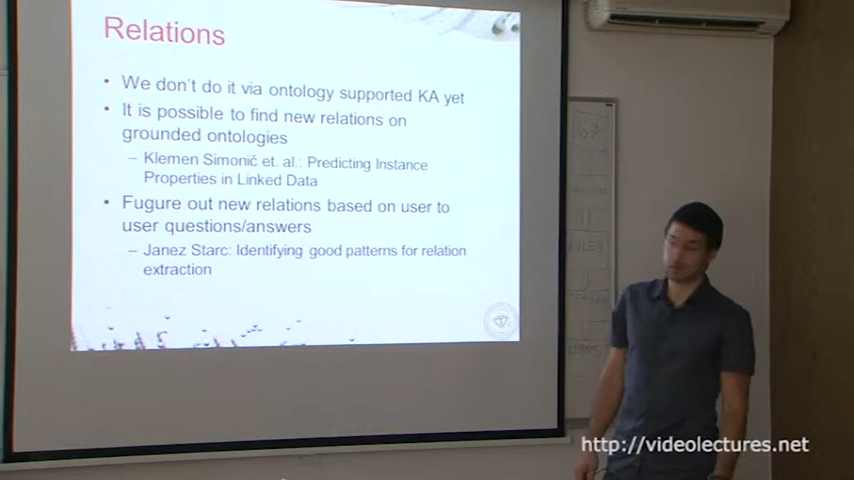 Relations
• We don't do it via ontology supported KA yet
• It is possible to find new relations on
grounded ontologies
– Klemen Simonič et. al.: Predicting Instance
Properties in Linked Data
• Fugure out new relations based on user to
user questions/answers
– Janez Starc: Identifying good patterns for relation
extraction
http://videolectures.net